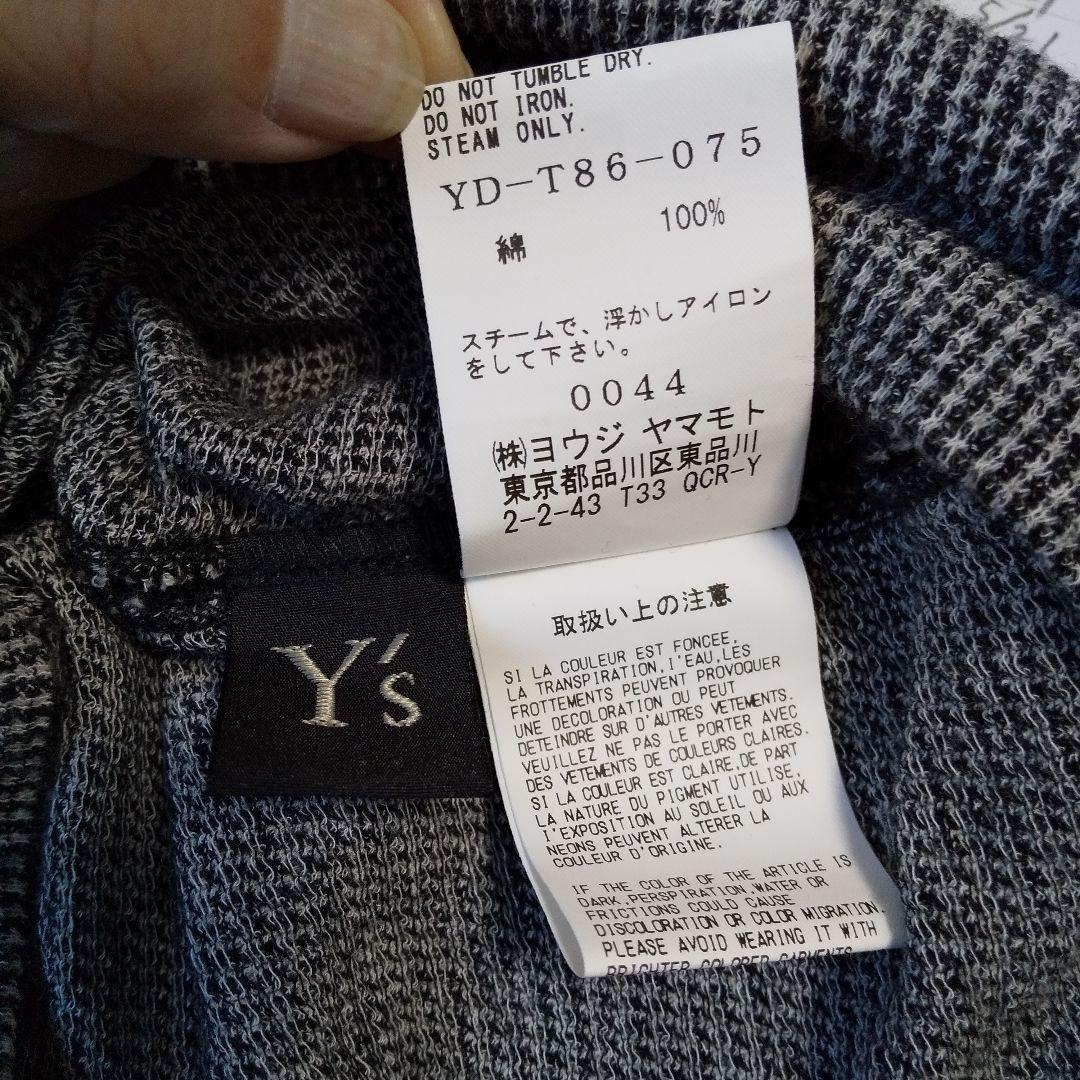 DO NOT TUMBLE DRY.
DO NOT IRON.
STEAM ONLY.
YD-T86-075
綿 100%
スチームで、浮かしアイロン
をして下さい。
0044
㈱ヨウジ ヤマモト
東京都品川区東品川
2-2-43 T33 QCR-Y
Y's
取扱い上の注意
SI LA COULEUR EST FONCEE,
LA TRANSPIRATION,I'EAU,LES
FROTTEMENTS PEUVENT PROVOQUER
UNE DECOLORATION OU PEUT
DETEINDRE SUR D'AUTRES VETEMENTS.
VEUILLEZ NE PAS LE PORTER AVEC
DES VETEMENTS DE COULEURS CLAIRES.
SI LA COULEUR EST CLAIRE,DE PART
LA NATURE DU PIGMENT UTILISE,
I'EXPOSITION AU SOLEIL OU AUX
NEONS PEUVENT ALTERER LA
COULEUR D'ORIGINE.
IF THE COLOR OF THE ARTICLE IS
DARK,PERSPIRATION,WATER OR
FRICTIONS COULD CAUSE
DISCOLORATION OR COLOR MIGRATION.
PLEASE AVOID WEARING IT WITH
BRIGHTER COLORED GARMENTS